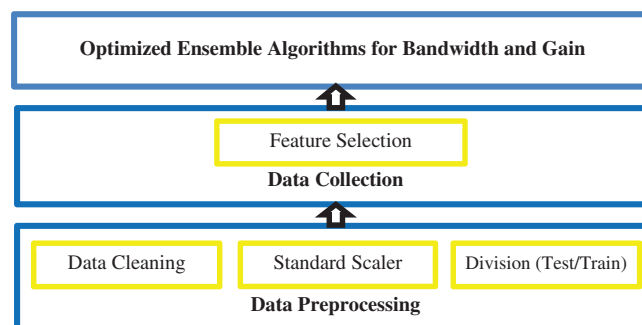 Optimized Ensemble Algorithms for Bandwidth and Gain
Feature Selection
Data Collection
Data Cleaning
Standard Scaler
Division (Test/Train)
Data Preprocessing